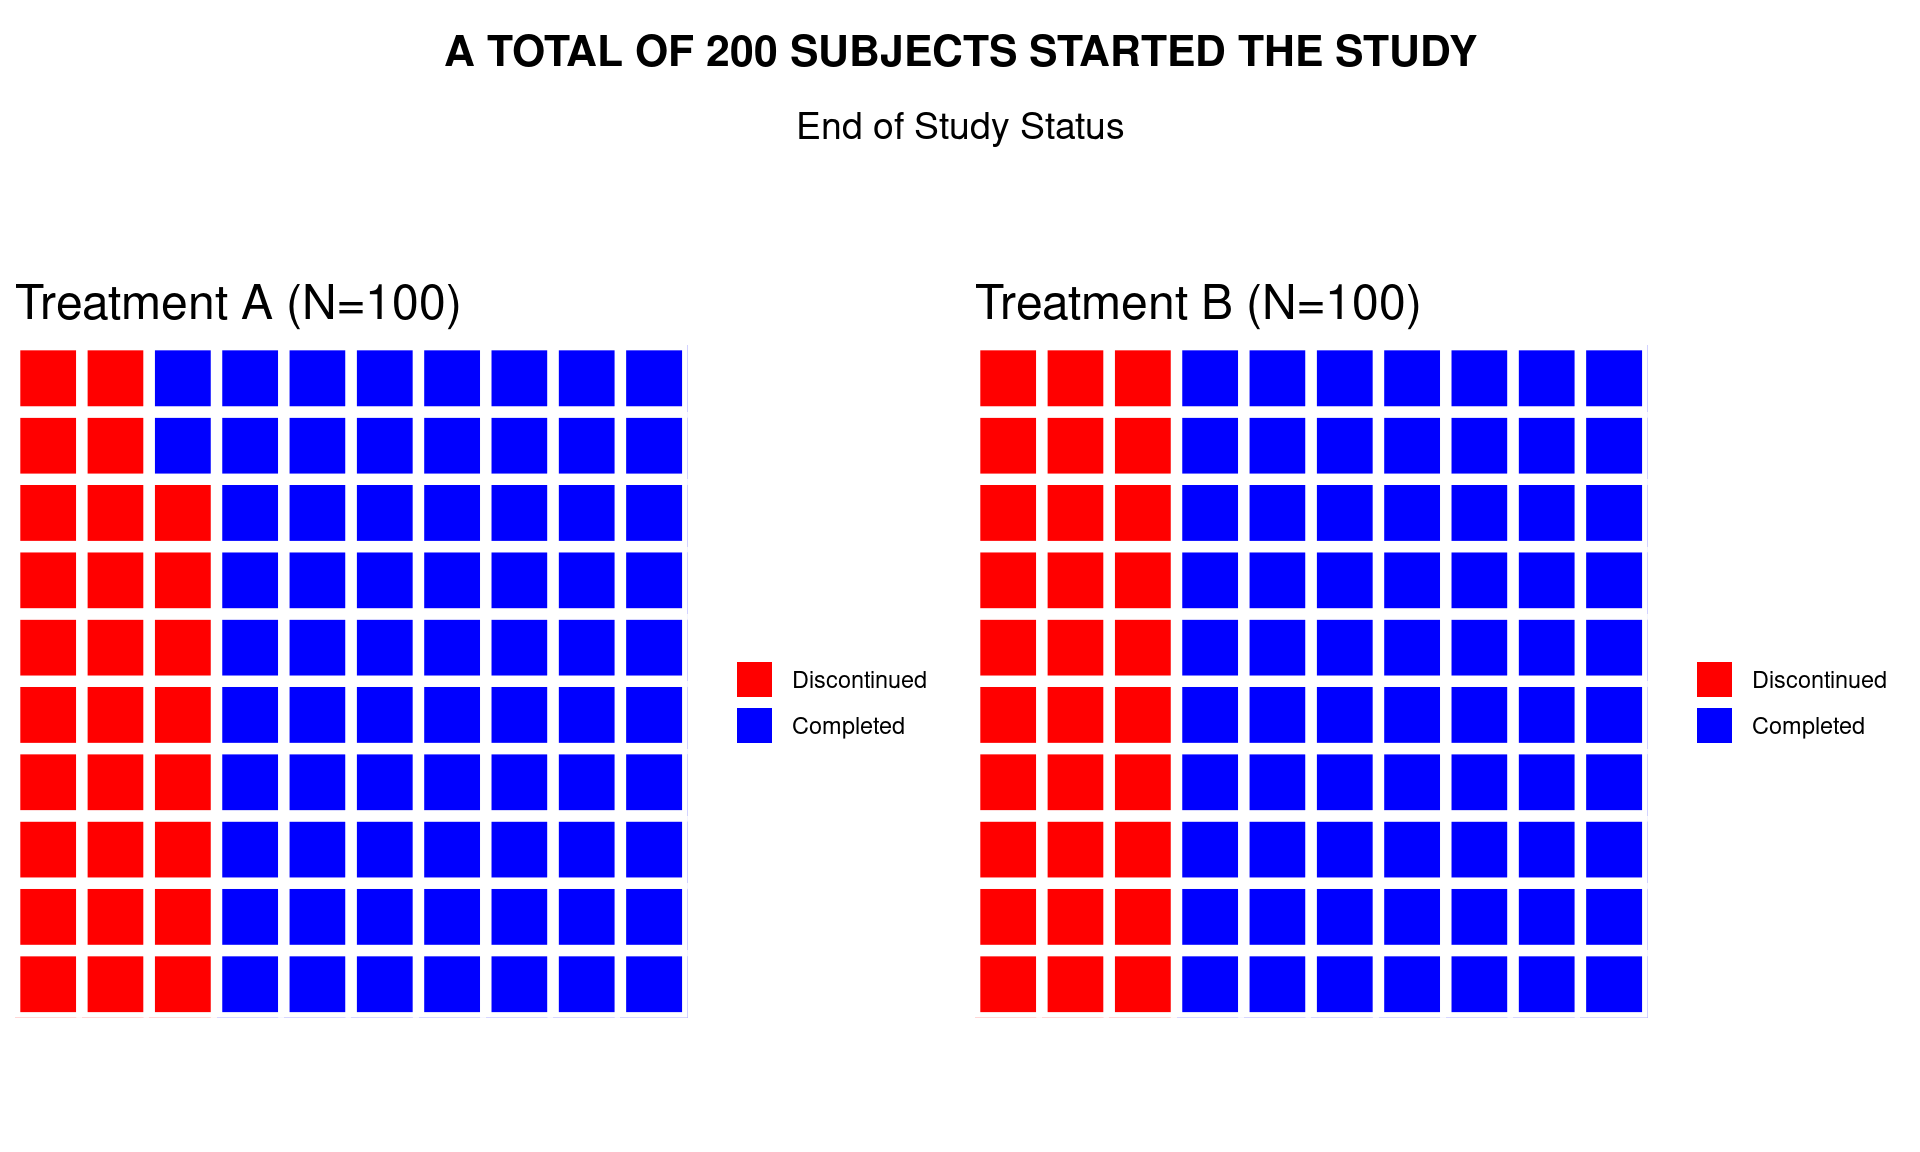 A TOTAL OF 200 SUBJECTS STARTED THE STUDY
End of Study Status
Treatment A (N=100)
Discontinued
Completed
Treatment B (N=100)
Discontinued
Completed